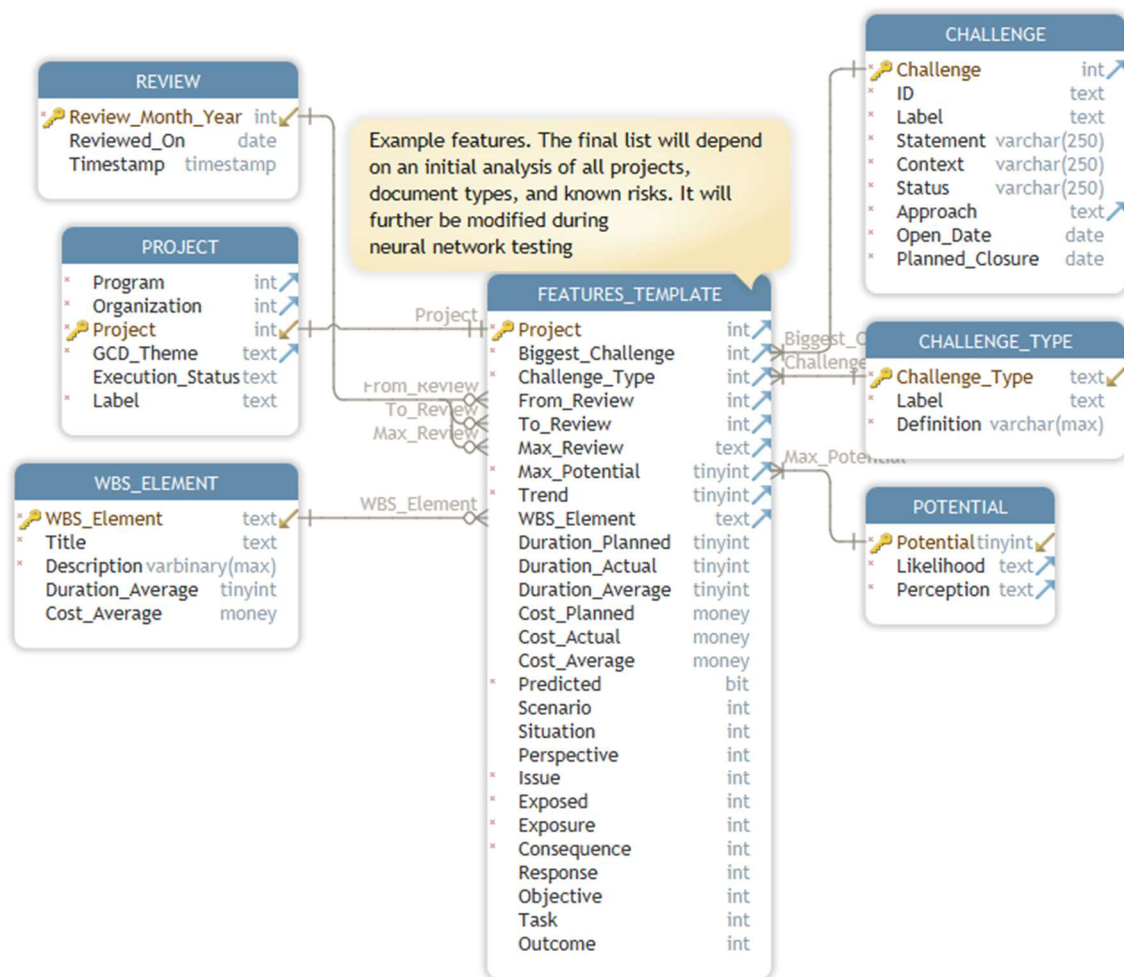 REVIEW
Review_Month_Year int
Reviewed_On date
Timestamp timestamp
PROJECT
Program int
Organization int
Project int
GCD_Theme text
Execution_Status text
Label text
WBS_ELEMENT
WBS_Element text
Title text
Description varbinary(max)
Duration_Average tinyint
Cost_Average money
Example features. The final list will depend
on an initial analysis of all projects,
document types, and known risks. It will
further be modified during
neural network testing
Project
From_Review
To_Review
Max_Review
WBS_Element
FEATURES_TEMPLATE
Project int
Biggest_Challenge int
Challenge_Type int
From_Review int
To_Review int
Max_Review text
Max_Potential tinyint
Trend tinyint
WBS_Element text
Duration_Planned tinyint
Duration_Actual tinyint
Duration_Average tinyint
Cost_Planned money
Cost_Actual money
Cost_Average money
Predicted bit
Scenario int
Situation int
Perspective int
Issue int
Exposed int
Exposure int
Consequence int
Response int
Objective int
Task int
Outcome int
Biggest_C
Challenge
Max_Potential
CHALLENGE
Challenge int
ID text
Label text
Statement varchar(250)
Context varchar(250)
Status varchar(250)
Approach text
Open_Date date
Planned_Closure date
CHALLENGE_TYPE
Challenge_Type text
Label text
Definition varchar(max)
POTENTIAL
Potential tinyint
Likelihood text
Perception text